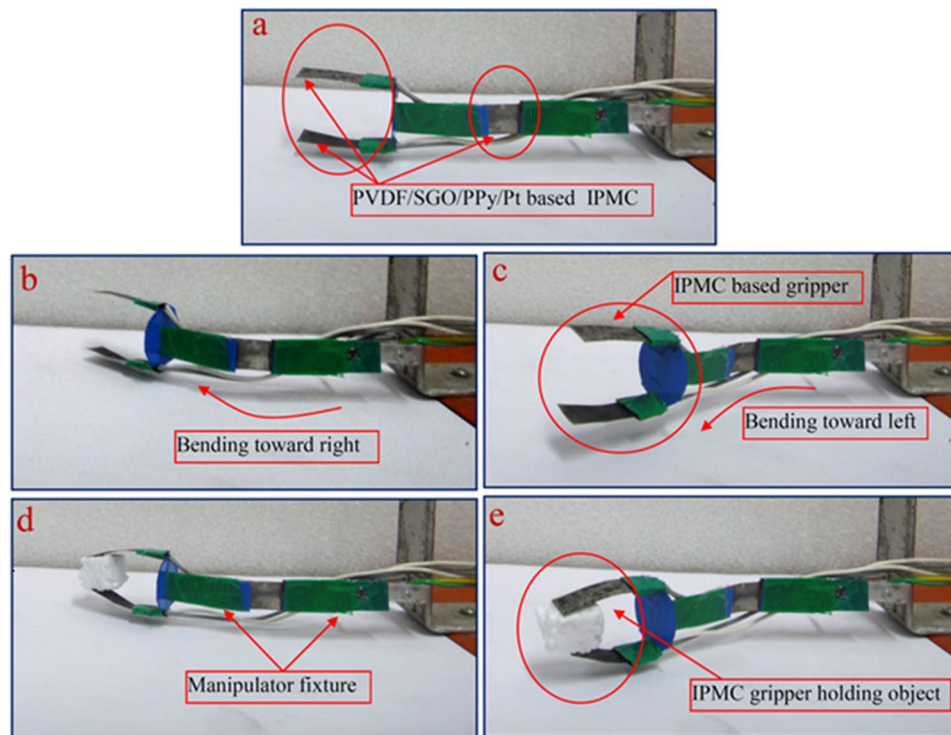 a
PVDF/SGO/PPy/Pt based IPMC
b
Bending toward right
c
IPMC based gripper
Bending toward left
d
Manipulator fixture
e
IPMC gripper holding object